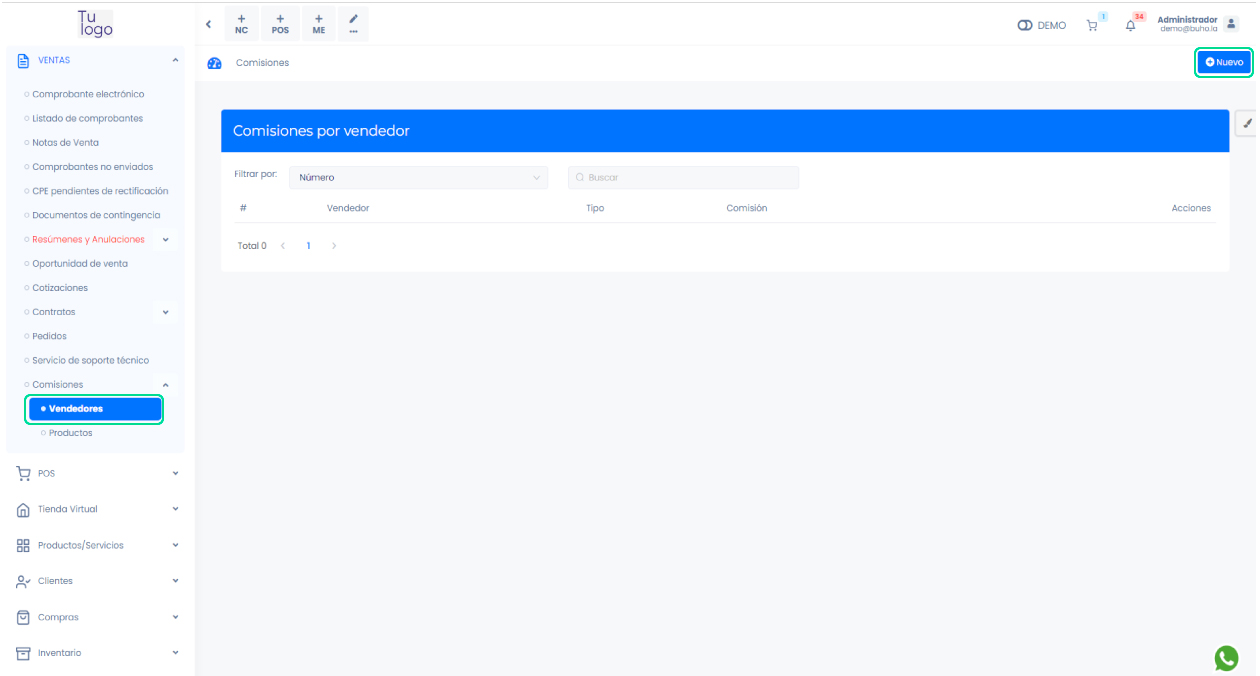 Tu
logo
VENTAS
Comprobante electrónico
Listado de comprobantes
Notas de Venta
Comprobantes no enviados
CPE pendientes de rectificación
Documentos de contingencia
Resúmenes y Anulaciones
Oportunidad de venta
Cotizaciones
Contratos
Pedidos
Servicio de soporte técnico
Comisiones
Vendedores
Productos
POS
Tienda Virtual
Productos/Servicios
Clientes
Compras
Inventario
+ NC
+ POS
+ ME
...
DEMO
1
34
Administrador
demo@buho.la
Comisiones
Nuevo
Comisiones por vendedor
Filtrar por: Número Buscar
# Vendedor Tipo Comisión Acciones
Total 0 < 1 >